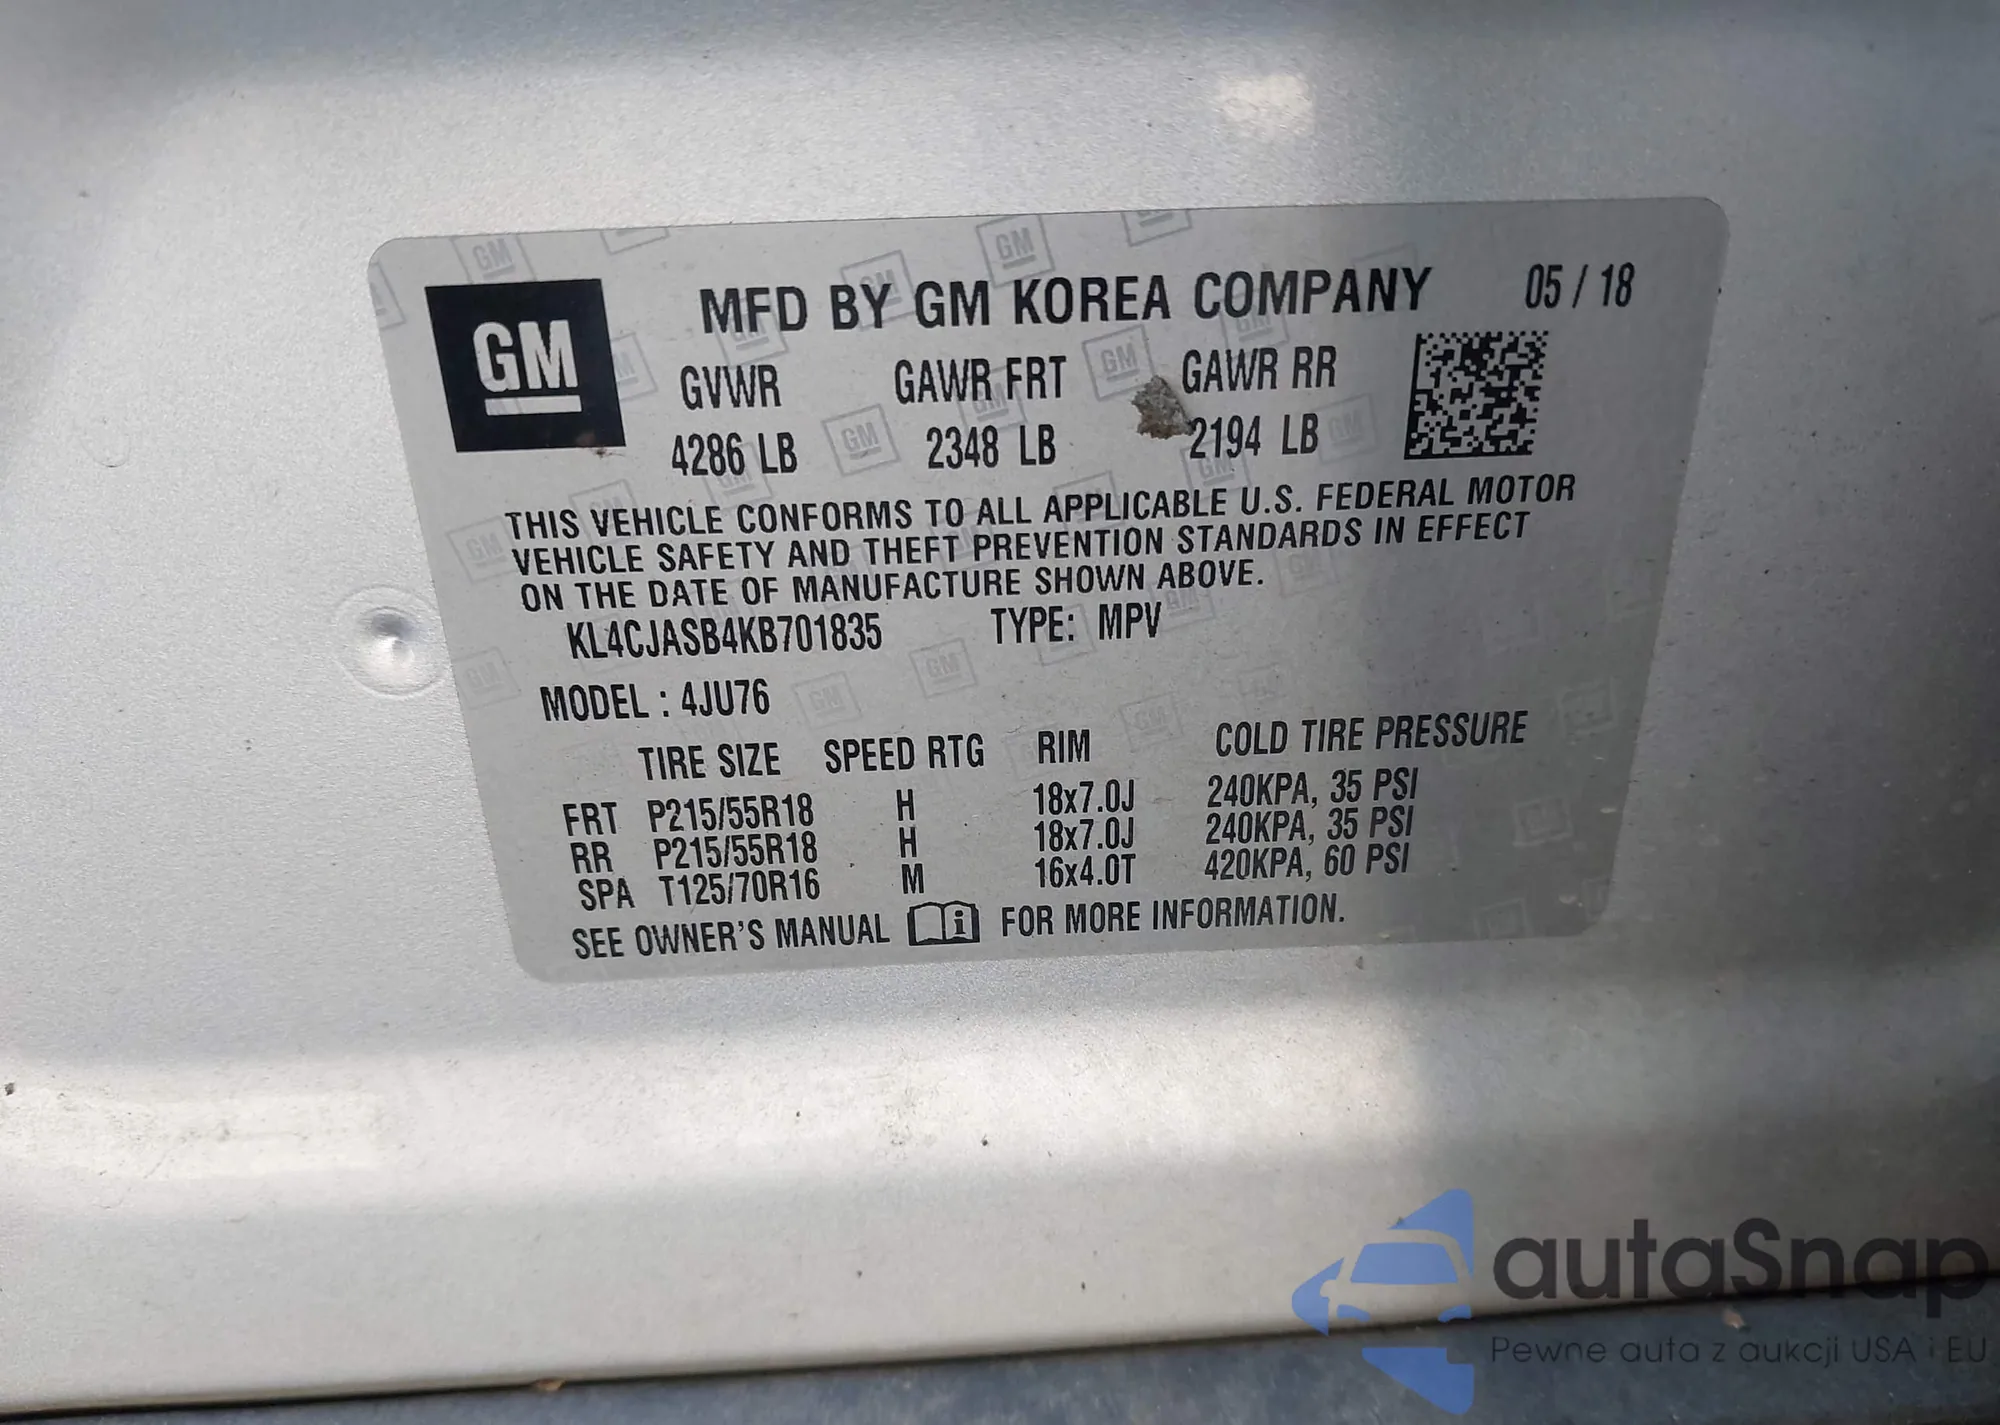 GM
MFD BY GM KOREA COMPANY 05 / 18
GVWR GAWR FRT GAWR RR
4286 LB 2348 LB 2194 LB
THIS VEHICLE CONFORMS TO ALL APPLICABLE U.S. FEDERAL MOTOR
VEHICLE SAFETY AND THEFT PREVENTION STANDARDS IN EFFECT
ON THE DATE OF MANUFACTURE SHOWN ABOVE.
KL4CJASB4KB701835 TYPE: MPV
MODEL : 4JU76
TIRE SIZE SPEED RTG RIM COLD TIRE PRESSURE
FRT P215/55R18 H 18x7.0J 240KPA, 35 PSI
RR P215/55R18 H 18x7.0J 240KPA, 35 PSI
SPA T125/70R16 M 16x4.0T 420KPA, 60 PSI
SEE OWNER'S MANUAL i FOR MORE INFORMATION.
autaSnap
Pewne auta z aukcji USA i EU